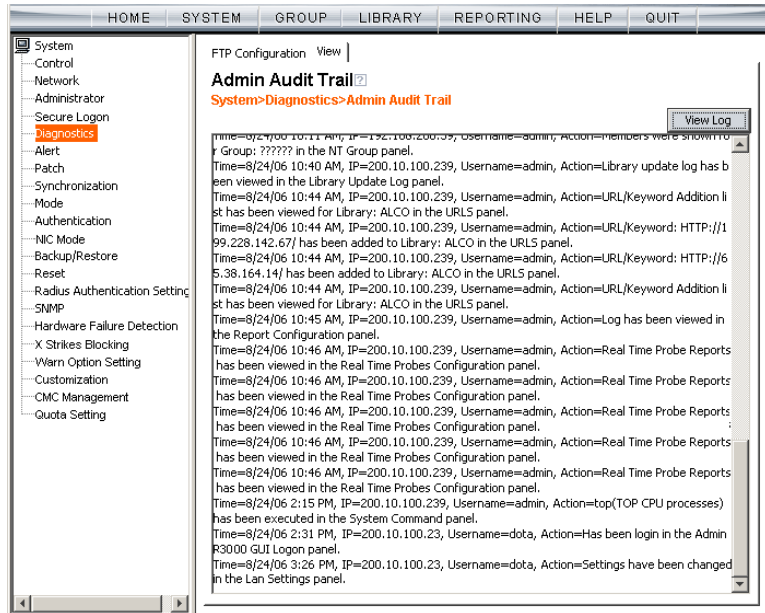 HOME SYSTEM GROUP LIBRARY REPORTING HELP QUIT
System
Control
Network
Administrator
Secure Logon
Diagnostics
Alert
Patch
Synchronization
Mode
Authentication
NIC Mode
Backup/Restore
Reset
Radius Authentication Setting
SNMP
Hardware Failure Detection
X Strikes Blocking
Warn Option Setting
Customization
CMC Management
Quota Setting
FTP Configuration View
Admin Audit Trail
System>Diagnostics>Admin Audit Trail
View Log
Time=8/24/06 10:11 AM, IP=192.168.200.39, Username=admin, Action=Members were shown fo
r Group: ?????? in the NT Group panel.
Time=8/24/06 10:40 AM, IP=200.10.100.239, Username=admin, Action=Library update log has b
een viewed in the Library Update Log panel.
Time=8/24/06 10:44 AM, IP=200.10.100.239, Username=admin, Action=URL/Keyword Addition li
st has been viewed for Library: ALCO in the URLS panel.
Time=8/24/06 10:44 AM, IP=200.10.100.239, Username=admin, Action=URL/Keyword: HTTP://1
99.228.142.67/ has been added to Library: ALCO in the URLS panel.
Time=8/24/06 10:44 AM, IP=200.10.100.239, Username=admin, Action=URL/Keyword: HTTP://6
5.38.164.14/ has been added to Library: ALCO in the URLS panel.
Time=8/24/06 10:44 AM, IP=200.10.100.239, Username=admin, Action=URL/Keyword Addition li
st has been viewed for Library: ALCO in the URLS panel.
Time=8/24/06 10:45 AM, IP=200.10.100.239, Username=admin, Action=Log has been viewed in
the Report Configuration panel.
Time=8/24/06 10:46 AM, IP=200.10.100.239, Username=admin, Action=Real Time Probe Reports
has been viewed in the Real Time Probes Configuration panel.
Time=8/24/06 10:46 AM, IP=200.10.100.239, Username=admin, Action=Real Time Probe Reports
has been viewed in the Real Time Probes Configuration panel.
Time=8/24/06 10:46 AM, IP=200.10.100.239, Username=admin, Action=Real Time Probe Reports
has been viewed in the Real Time Probes Configuration panel.
Time=8/24/06 10:46 AM, IP=200.10.100.239, Username=admin, Action=Real Time Probe Reports
has been viewed in the Real Time Probes Configuration panel.
Time=8/24/06 10:46 AM, IP=200.10.100.239, Username=admin, Action=Real Time Probe Reports
has been viewed in the Real Time Probes Configuration panel.
Time=8/24/06 2:15 PM, IP=200.10.100.239, Username=admin, Action=top(TOP CPU processes)
has been executed in the System Command panel.
Time=8/24/06 2:31 PM, IP=200.10.100.23, Username=dota, Action=Has been login in the Admin
R3000 GUI Logon panel.
Time=8/24/06 3:26 PM, IP=200.10.100.23, Username=dota, Action=Settings have been changed
in the Lan Settings panel.